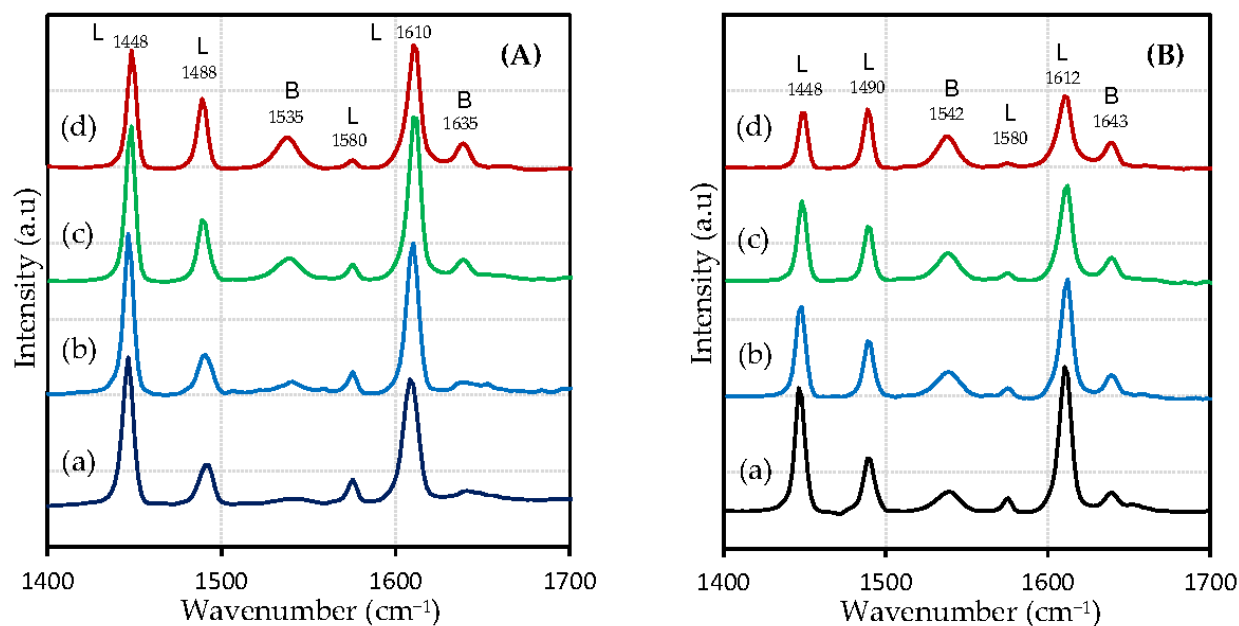 L 1448
L
1488
B
1535
L
1580
L 1610
B
1635
(A)
(d)
(c)
(b)
(a)
Intensity (a.u)
1400 1500 1600 1700
Wavenumber (cm⁻¹)
L
1448
L
1490
B
1542
L
1580
L
1612
B
1643
(B)
(d)
(c)
(b)
(a)
Intensity (a.u)
1400 1500 1600 1700
Wavenumber (cm⁻¹)